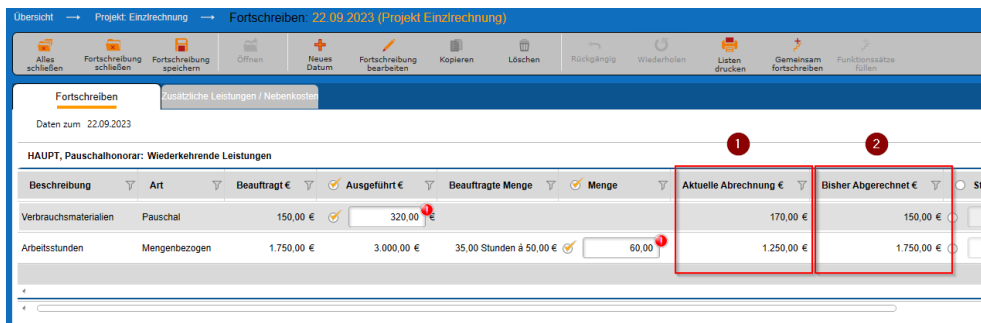 Übersicht → Projekt: Einzlrechnung → Fortschreiben: 22.09.2023 (Projekt Einzlrechnung)
Alles schließen
Fortschreibung schließen
Fortschreibung speichern
Öffnen
Neues Datum
Fortschreibung bearbeiten
Kopieren
Löschen
Rückgängig
Wiederholen
Listen drucken
Gemeinsam fortschreiben
Funktionssätze füllen
Fortschreiben
Zusätzliche Leistungen / Nebenkosten
Daten zum 22.09.2023
1
2
HAUPT, Pauschalhonorar: Wiederkehrende Leistungen
Beschreibung Art Beauftragt € Ausgeführt € Beauftragte Menge Menge Aktuelle Abrechnung € Bisher Abgerechnet € St
Verbrauchsmaterialien Pauschal 150,00 € 320,00 € 170,00 € 150,00 €
Arbeitsstunden Mengenbezogen 1.750,00 € 3.000,00 € 35,00 Stunden á 50,00 € 60,00 1.250,00 € 1.750,00 €